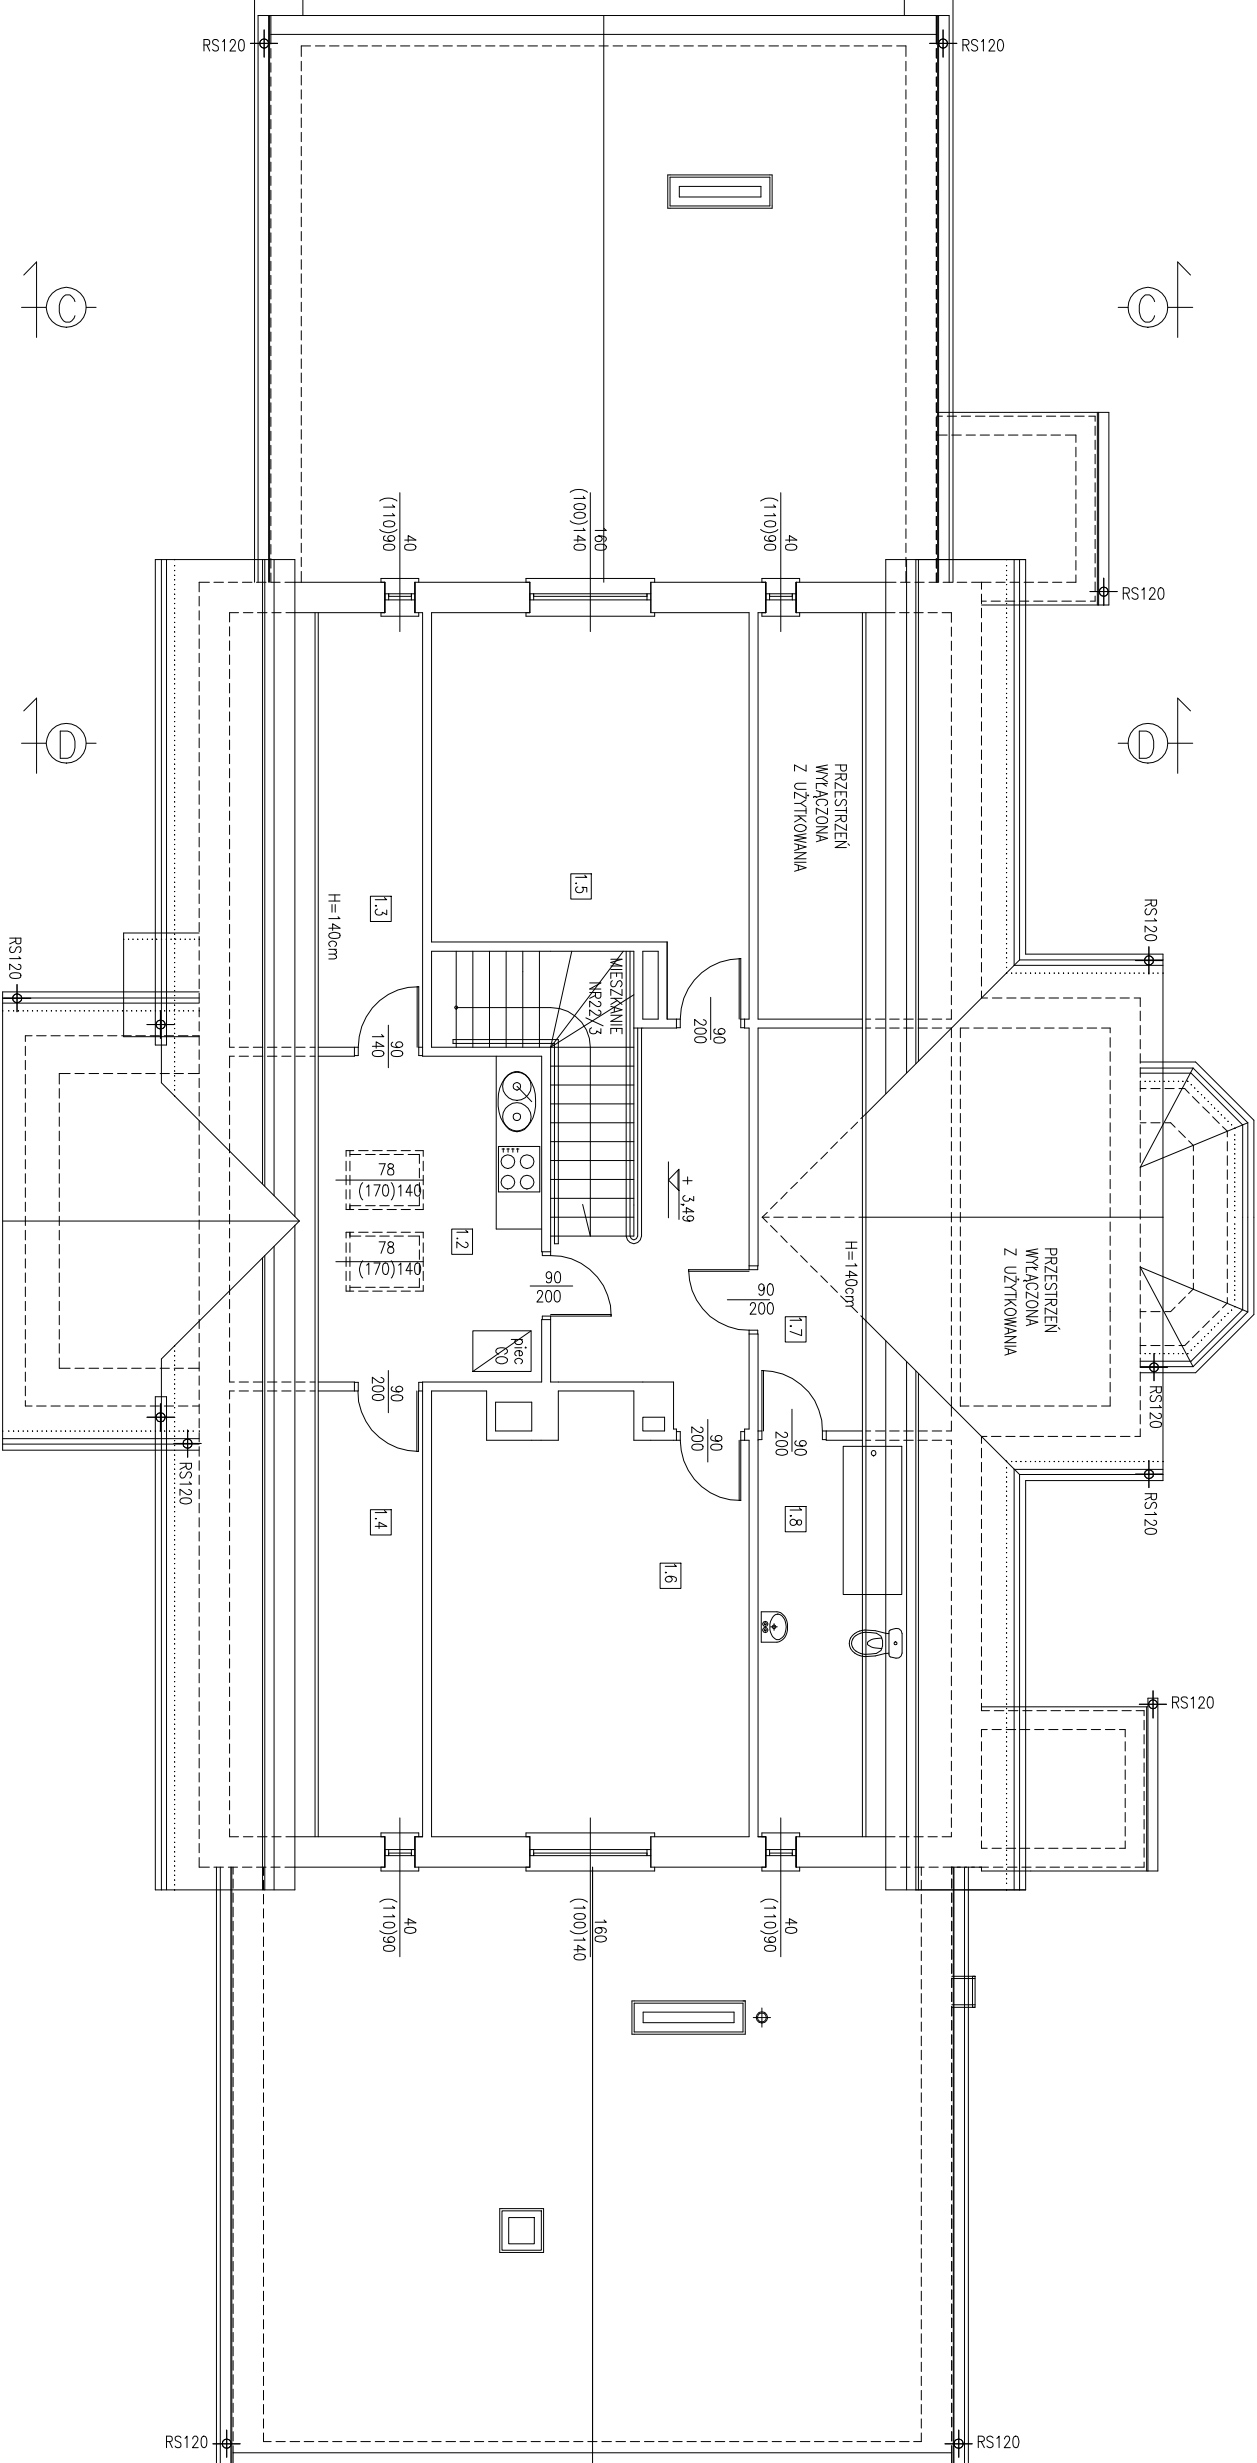 RS120
RS120
C
C
40
(110)90
160
(100)140
40
(110)90
RS120
D
D
PRZESTRZEŃ
WYŁĄCZONA
Z UŻYTKOWANIA
1.5
1.3
H=140cm
RS120
RS120
MIESZKANIE
NR22/3
90
200
90
140
78
(170)140
+ 3,49
1.2
78
(170)140
H=140cm
PRZESTRZEŃ
WYŁĄCZONA
Z UŻYTKOWANIA
90
200
90
200
1.7
piec
CO
90
200
90
200
90
200
RS120
RS120
RS120
1.4
1.8
1.6
RS120
40
(110)90
160
(100)140
40
(110)90
RS120
RS120